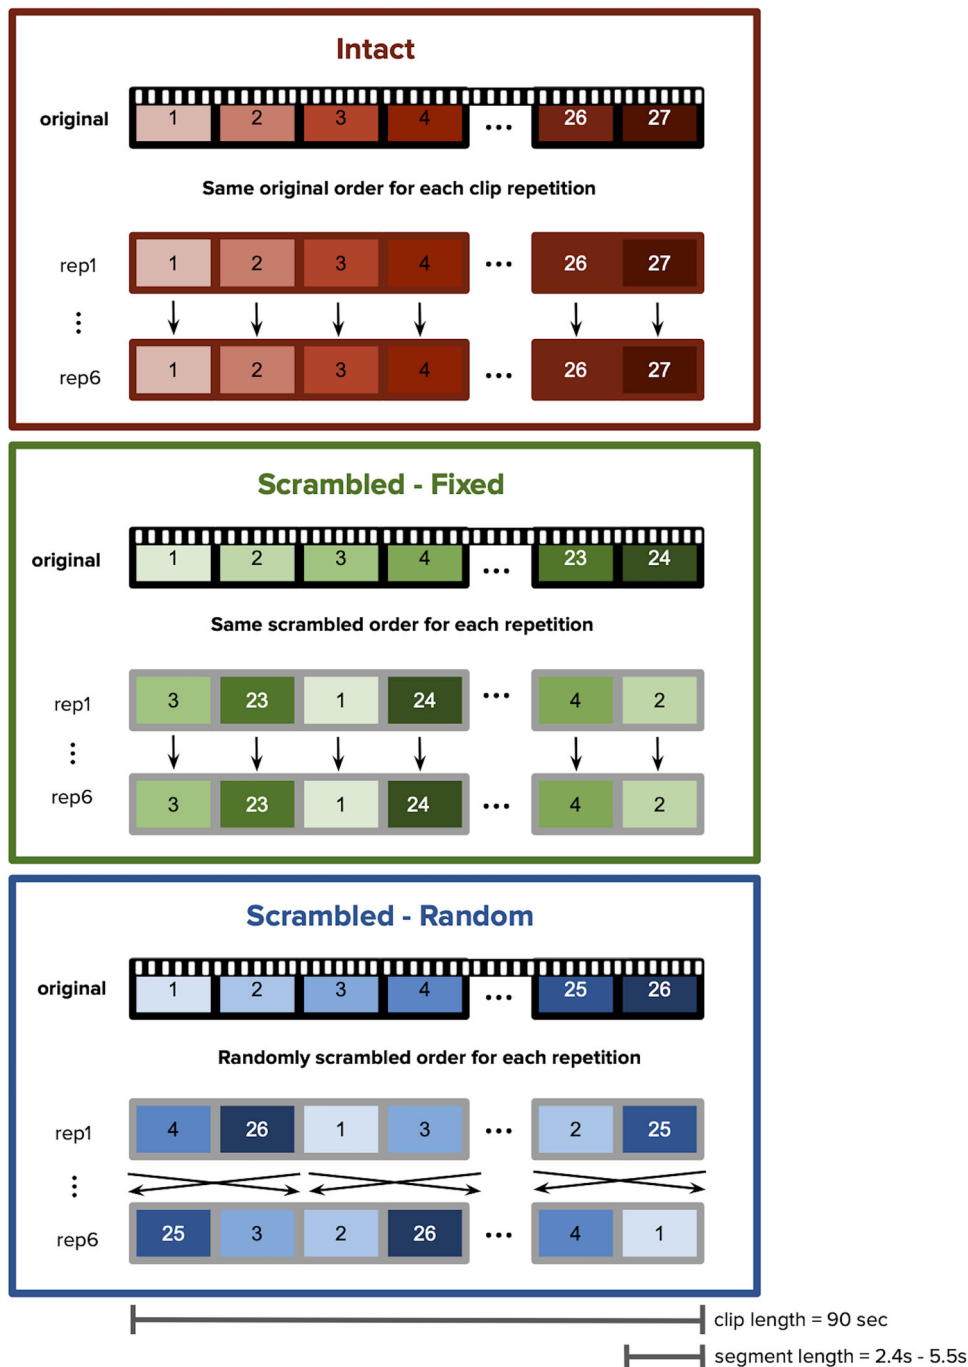 Intact
original 1 2 3 4 ... 26 27
Same original order for each clip repetition
rep1 1 2 3 4 ... 26 27
⋮
rep6 1 2 3 4 ... 26 27
Scrambled - Fixed
original 1 2 3 4 ... 23 24
Same scrambled order for each repetition
rep1 3 23 1 24 ... 4 2
⋮
rep6 3 23 1 24 ... 4 2
Scrambled - Random
original 1 2 3 4 ... 25 26
Randomly scrambled order for each repetition
rep1 4 26 1 3 ... 2 25
⋮
rep6 25 3 2 26 ... 4 1
clip length = 90 sec
segment length = 2.4s - 5.5s